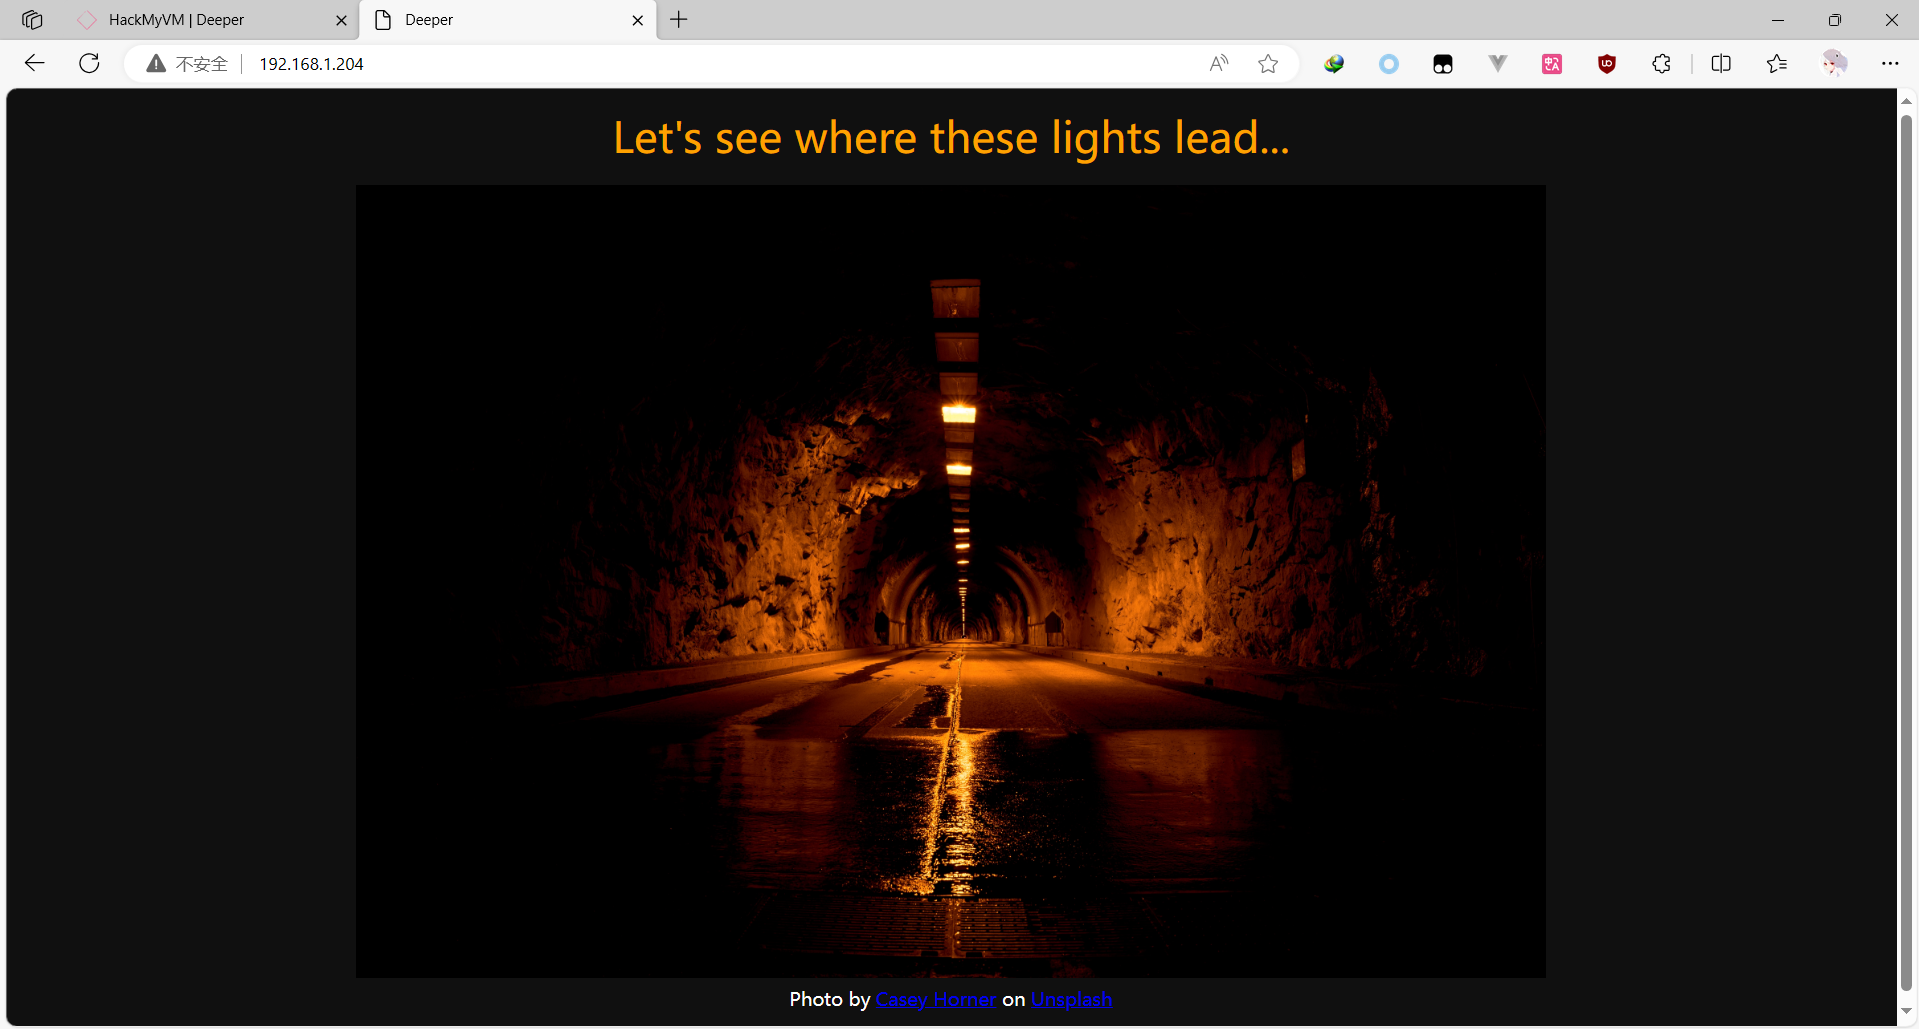 HackMyVM | Deeper
Deeper
不安全
192.168.1.204
Let's see where these lights lead...
Photo by Casey Horner on Unsplash